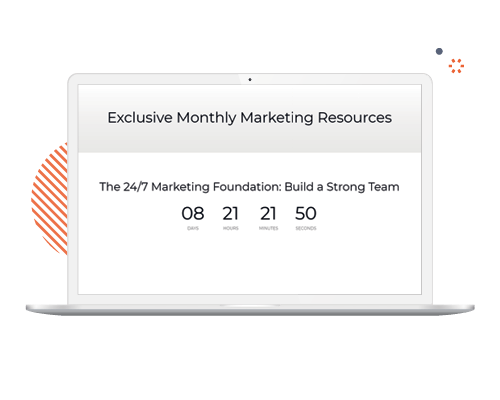 Exclusive Monthly Marketing Resources
The 24/7 Marketing Foundation: Build a Strong Team
08 21 21 50
DAYS HOURS MINUTES SECONDS